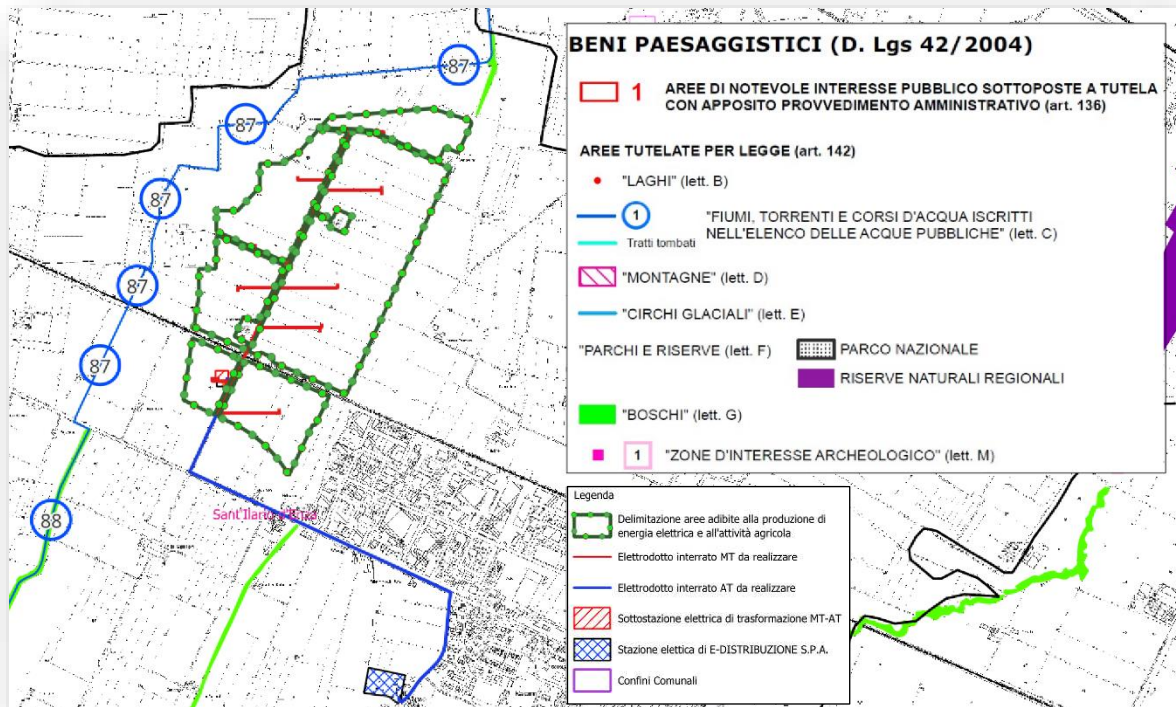 BENI PAESAGGISTICI (D. Lgs 42/2004)
1 AREE DI NOTEVOLE INTERESSE PUBBLICO SOTTOPOSTE A TUTELA
CON APPOSITO PROVVEDIMENTO AMMINISTRATIVO (art. 136)
AREE TUTELATE PER LEGGE (art. 142)
"LAGHI" (lett. B)
1 "FIUMI, TORRENTI E CORSI D'ACQUA ISCRITTI
NELL'ELENCO DELLE ACQUE PUBBLICHE" (lett. C)
Tratti tombati
"MONTAGNE" (lett. D)
"CIRCHI GLACIALI" (lett. E)
"PARCHI E RISERVE (lett. F)
PARCO NAZIONALE
RISERVE NATURALI REGIONALI
"BOSCHI" (lett. G)
1 "ZONE D'INTERESSE ARCHEOLOGICO" (lett. M)
87
87
87
87
87
88
Sant'Ilario d'Enza
Legenda
Delimitazione aree adibite alla produzione di
energia elettrica e all'attività agricola
Elettrodotto interrato MT da realizzare
Elettrodotto interrato AT da realizzare
Sottostazione elettrica di trasformazione MT-AT
Stazione elettica di E-DISTRIBUZIONE S.P.A.
Confini Comunali